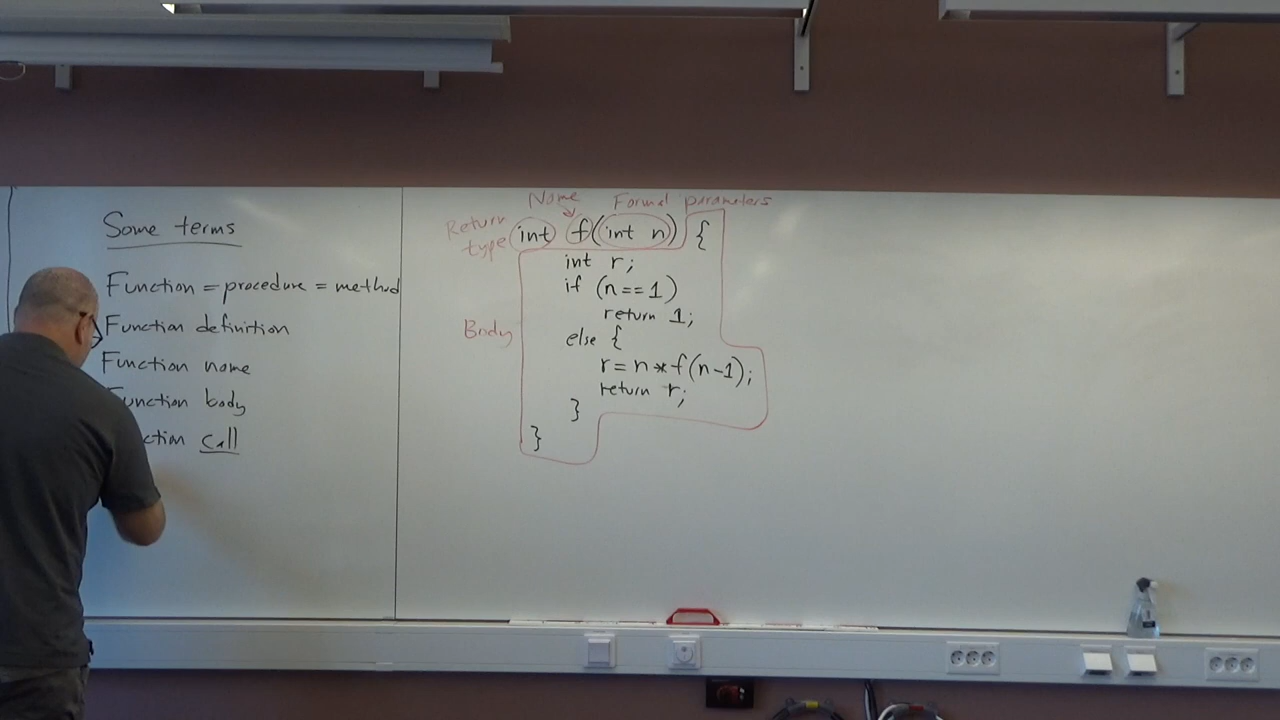 Some terms
Function = procedure = method
Function definition
Function name
Function body
ction call
Name Formal parameters
Return
type
int f(int n) {
int r;
if (n==1)
return 1;
else {
r = n * f(n-1);
return r;
}
}
Body